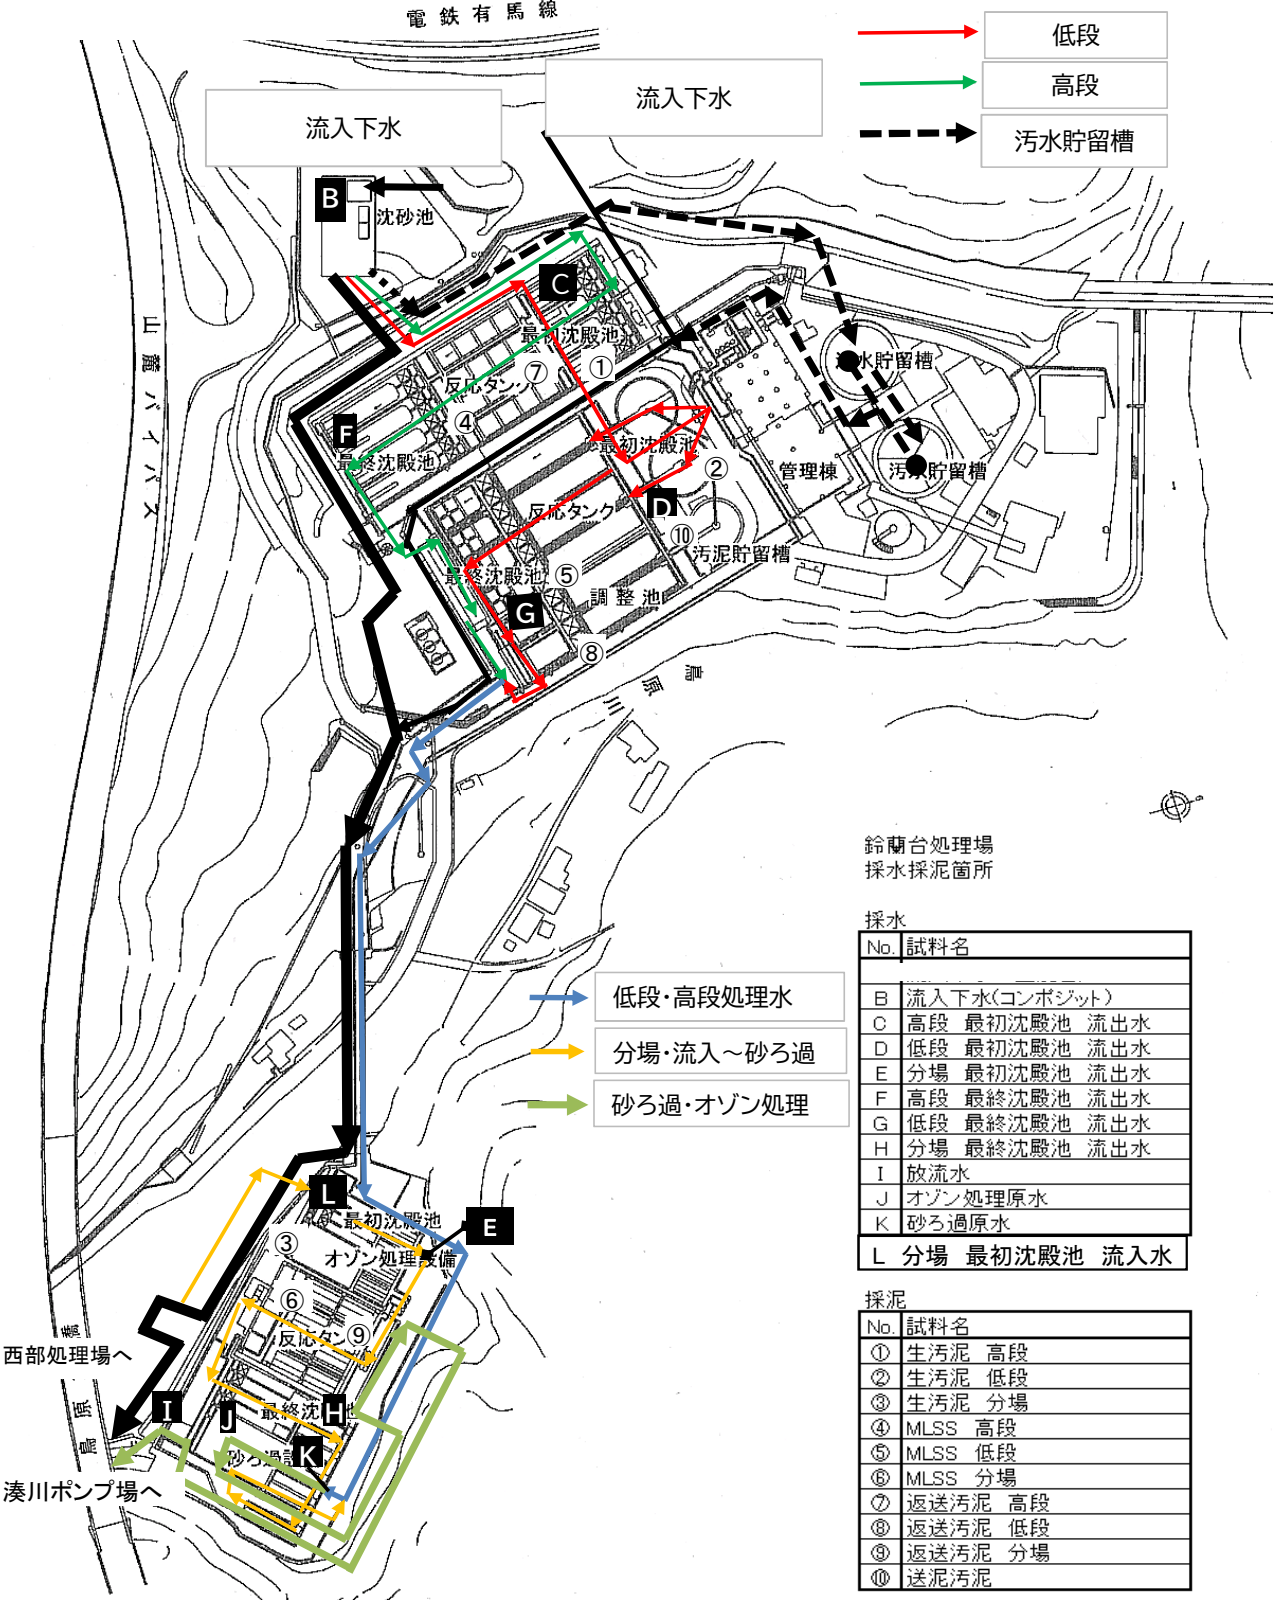 電鉄有馬線
低段
高段
汚水貯留槽
流入下水
流入下水
B
沈砂池
C
最初沈殿池
①
反応タンク
⑦
④
F
最終沈殿池
汚水貯留槽
汚水貯留槽
管理棟
最初沈殿池
②
D
⑩
汚泥貯留槽
反応タンク
最終沈殿池
⑤
調整池
G
⑧
山麓バイパス
烏原川
鈴蘭台処理場
採水採泥箇所
採水
No. 試料名
B 流入下水(コンポジット)
C 高段 最初沈殿池 流出水
D 低段 最初沈殿池 流出水
E 分場 最初沈殿池 流出水
F 高段 最終沈殿池 流出水
G 低段 最終沈殿池 流出水
H 分場 最終沈殿池 流出水
I 放流水
J オゾン処理原水
K 砂ろ過原水
L 分場 最初沈殿池 流入水
採泥
No. 試料名
① 生汚泥 高段
② 生汚泥 低段
③ 生汚泥 分場
④ MLSS 高段
⑤ MLSS 低段
⑥ MLSS 分場
⑦ 返送汚泥 高段
⑧ 返送汚泥 低段
⑨ 返送汚泥 分場
⑩ 送泥汚泥
低段・高段処理水
分場・流入～砂ろ過
砂ろ過・オゾン処理
L
最初沈殿池
E
③
オゾン処理設備
⑥
⑨
反応タン
西部処理場へ
I
J
最終沈
池
H
K
砂ろ過
烏原
湊川ポンプ場へ